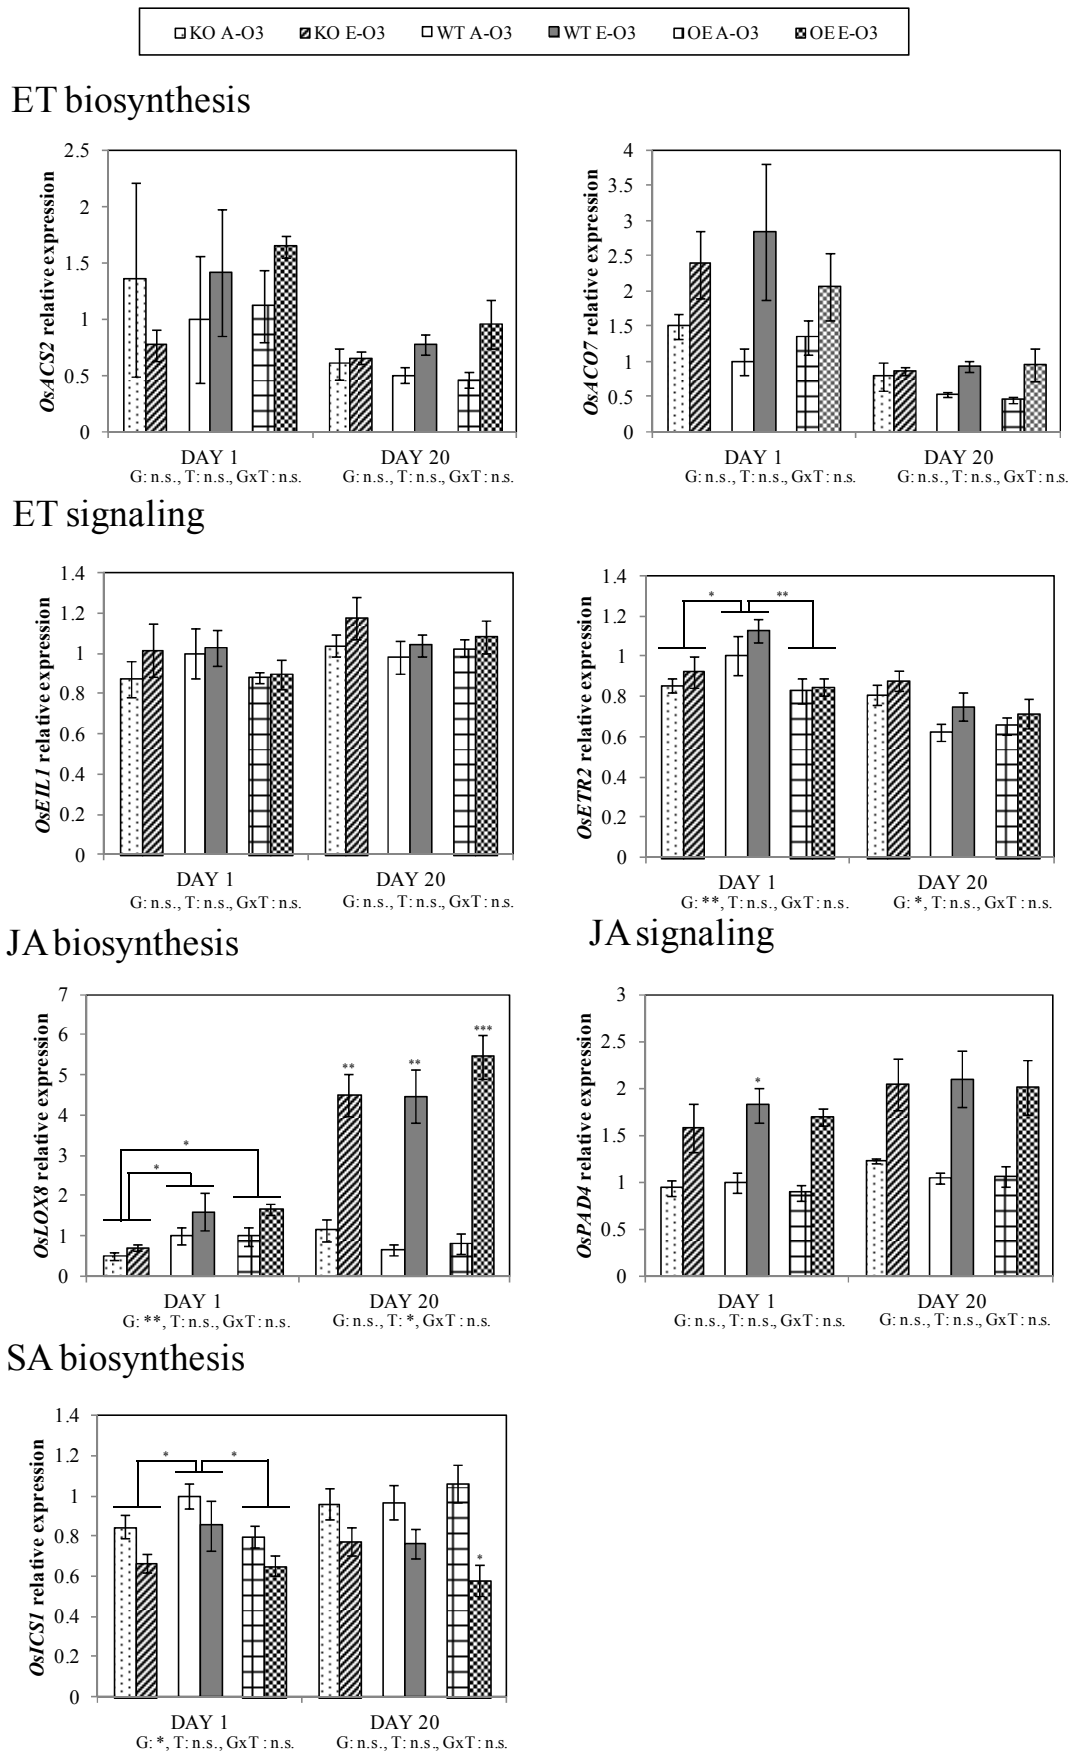 KO A-O3 KO E-O3 WT A-O3 WT E-O3 OE A-O3 OE E-O3
ET biosynthesis
OsACS2 relative expression
2.5
2
1.5
1
0.5
0
DAY 1 DAY 20
G: n.s., T: n.s., GxT: n.s. G: n.s., T: n.s., GxT: n.s.
OsACO7 relative expression
4
3.5
3
2.5
2
1.5
1
0.5
0
DAY 1 DAY 20
G: n.s., T: n.s., GxT: n.s. G: n.s., T: n.s., GxT: n.s.
ET signaling
OsEIL1 relative expression
1.4
1.2
1
0.8
0.6
0.4
0.2
0
DAY 1 DAY 20
G: n.s., T: n.s., GxT: n.s. G: n.s., T: n.s., GxT: n.s.
OsETR2 relative expression
1.4
1.2
1
0.8
0.6
0.4
0.2
0
* **
DAY 1 DAY 20
G: **, T: n.s., GxT: n.s. G: *, T: n.s., GxT: n.s.
JA biosynthesis
OsLOX8 relative expression
7
6
5
4
3
2
1
0
* * ** ** ***
DAY 1 DAY 20
G: **, T: n.s., GxT: n.s. G: n.s., T: *, GxT: n.s.
JA signaling
OsPAD4 relative expression
3
2.5
2
1.5
1
0.5
0
*
DAY 1 DAY 20
G: n.s., T: n.s., GxT: n.s. G: n.s., T: n.s., GxT: n.s.
SA biosynthesis
OsICS1 relative expression
1.4
1.2
1
0.8
0.6
0.4
0.2
0
* * *
DAY 1 DAY 20
G: *, T: n.s., GxT: n.s. G: n.s., T: n.s., GxT: n.s.